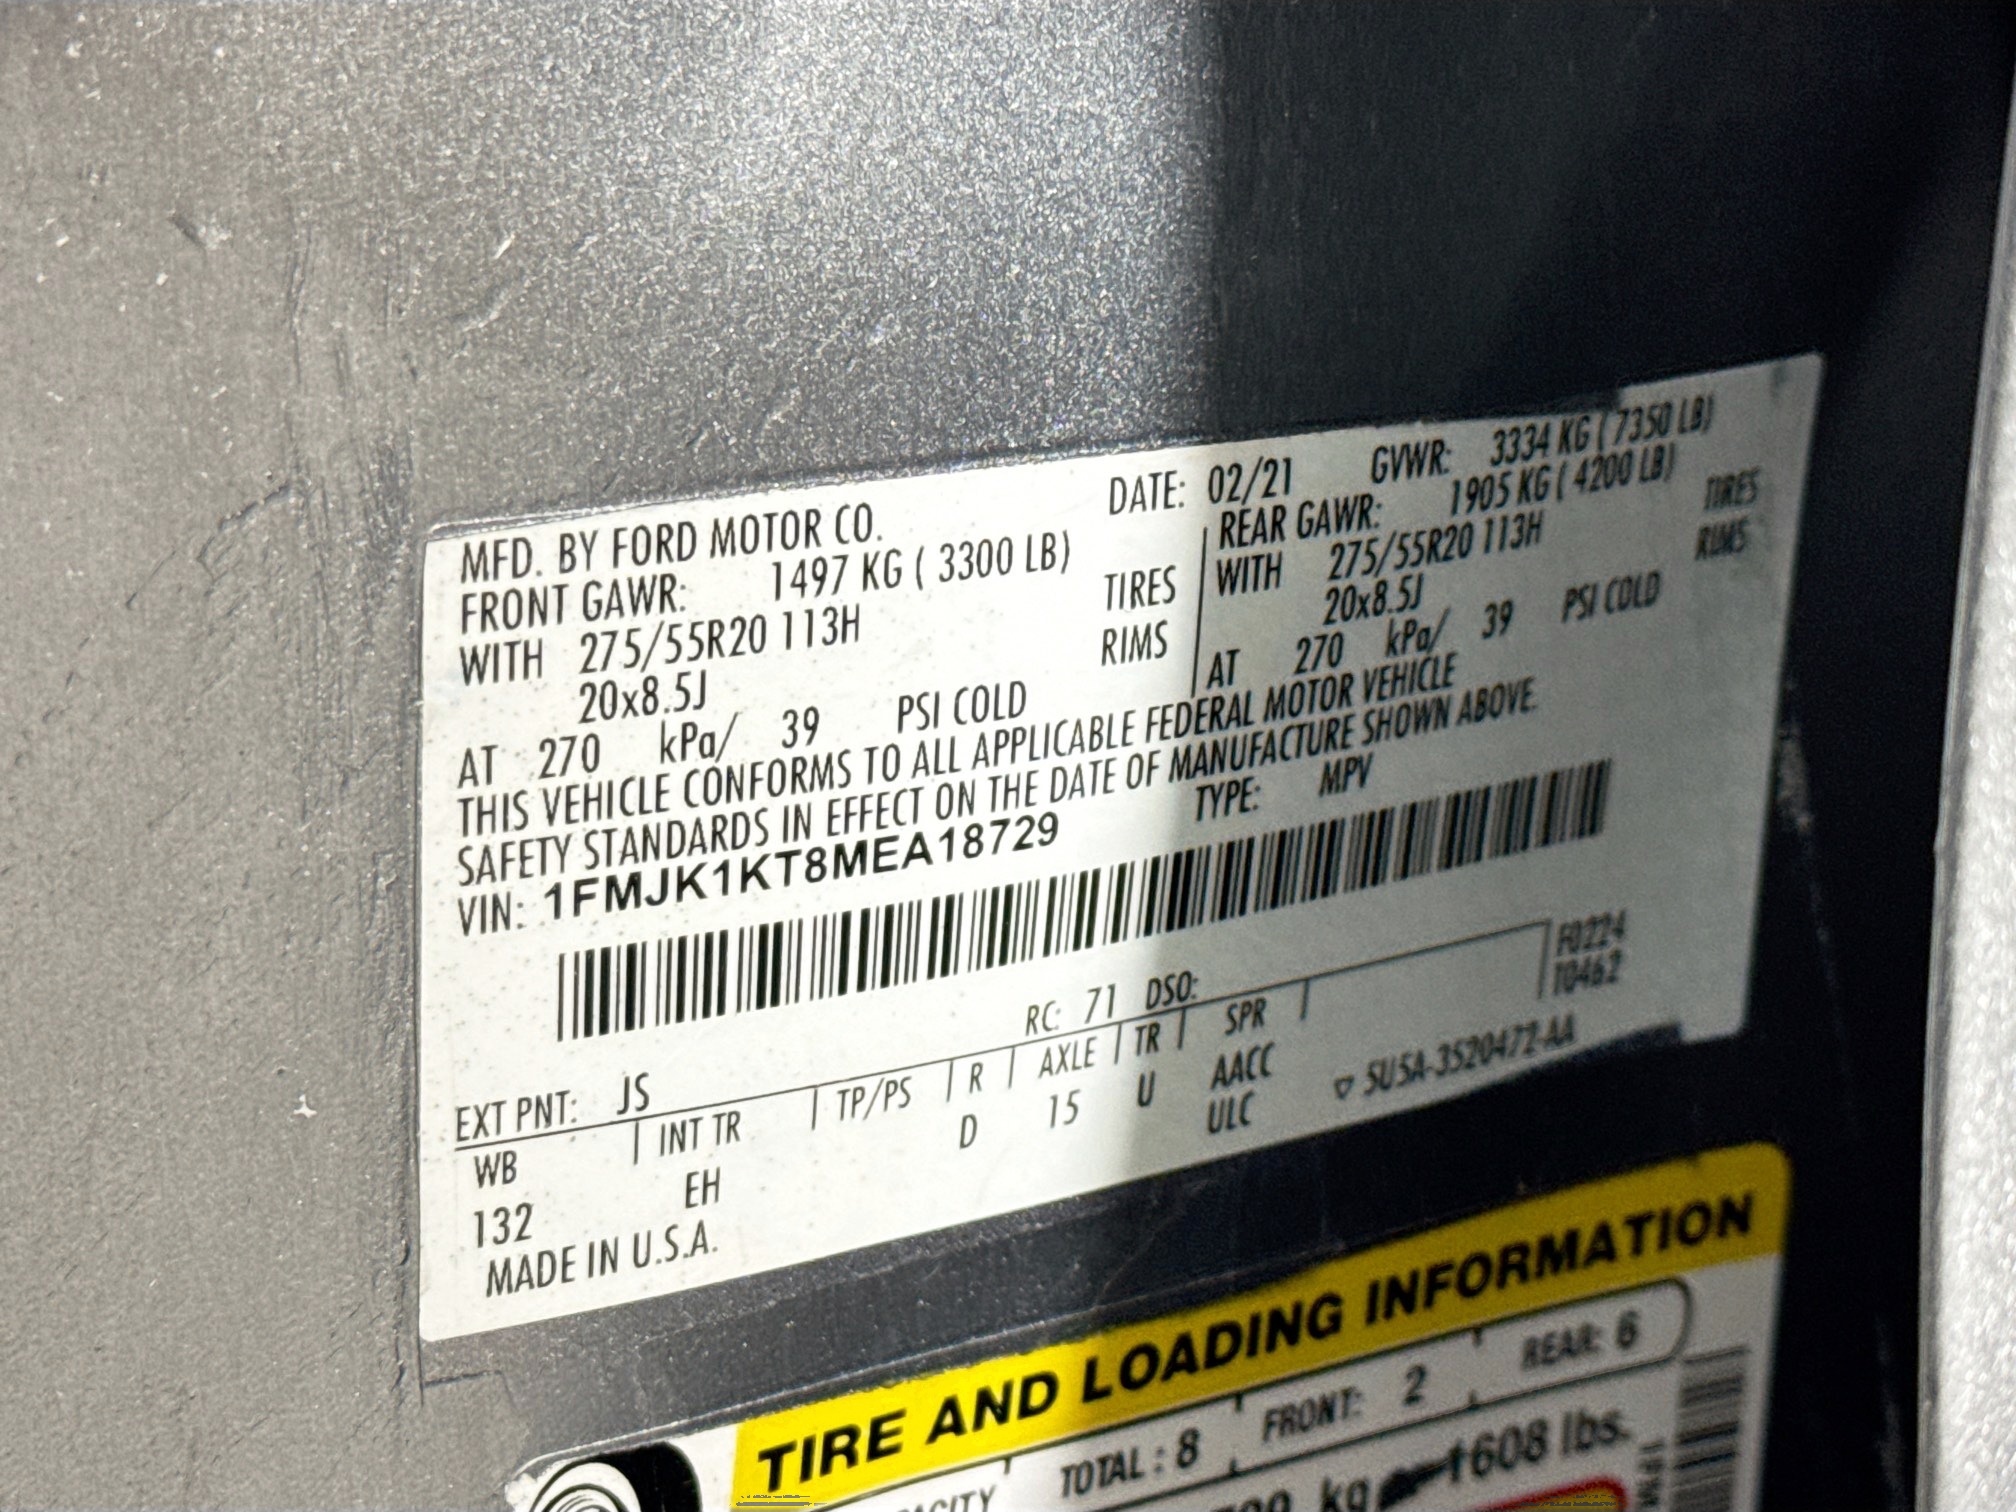 MFD. BY FORD MOTOR CO. DATE: 02/21 GVWR: 3334 KG ( 7350 LB)
FRONT GAWR: 1497 KG ( 3300 LB) REAR GAWR: 1905 KG ( 4200 LB)
WITH 275/55R20 113H TIRES WITH 275/55R20 113H TIRES
20x8.5J RIMS 20x8.5J RIMS
AT 270 kPa/ 39 PSI COLD AT 270 kPa/ 39 PSI COLD
THIS VEHICLE CONFORMS TO ALL APPLICABLE FEDERAL MOTOR VEHICLE
SAFETY STANDARDS IN EFFECT ON THE DATE OF MANUFACTURE SHOWN ABOVE.
VIN: 1FMJK1KT8MEA18729 TYPE: MPV
F0224
T0462
EXT PNT: JS RC: 71 DSO:
WB INT TR TP/PS R AXLE TR SPR
132 EH D 15 U AACC
ULC
MADE IN U.S.A. ▽ 5U5A-3520472-AA
TIRE AND LOADING INFORMATION
TOTAL : 8 FRONT: 2 REAR: 6
kg 1608 lbs.